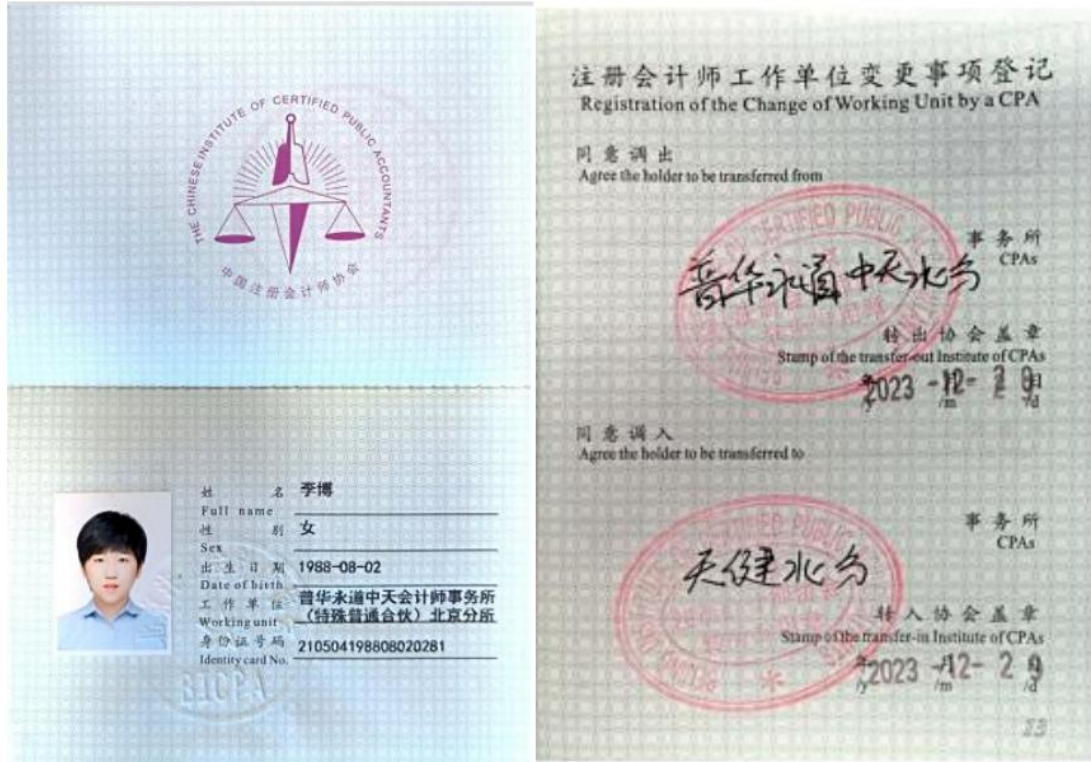 THE CHINESE INSTITUTE OF CERTIFIED PUBLIC ACCOUNTANTS
中国注册会计师协会
姓 名 李博
Full name
性 别 女
Sex
出生日期 1988-08-02
Date of birth
工作单位 普华永道中天会计师事务所
Working unit （特殊普通合伙）北京分所
身份证号码 210504198808020281
Identity card No.
BICPA
注册会计师工作单位变更事项登记
Registration of the Change of Working Unit by a CPA
同意调出
Agree the holder to be transferred from
事务所
CPAs
普华永道中天北分
转出协会盖章
Stamp of the transfer-out Institute of CPAs
2023 -12- 2 9日
/y /m /d
同意调入
Agree the holder to be transferred to
事务所
CPAs
天健北分
转入协会盖章
Stamp of the transfer-in Institute of CPAs
2023 -12- 2 9日
/y /m /d